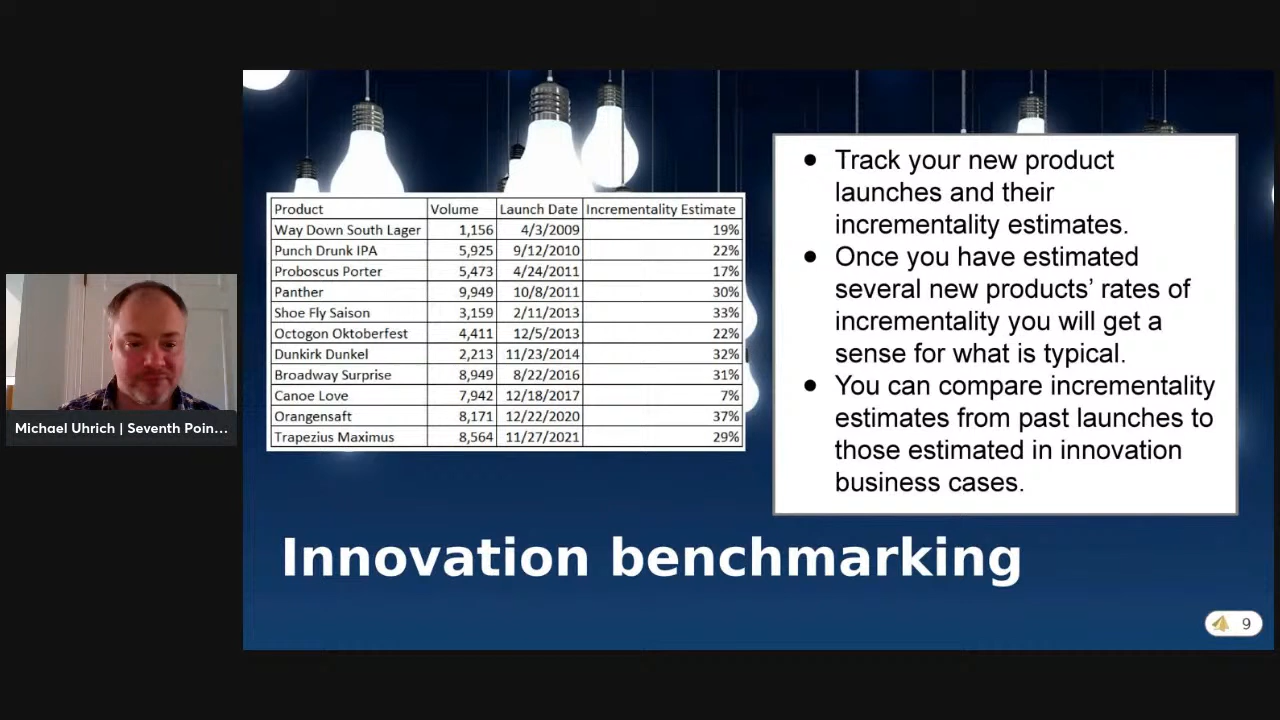 Product Volume Launch Date Incrementality Estimate
Way Down South Lager 1,156 4/3/2009 19%
Punch Drunk IPA 5,925 9/12/2010 22%
Proboscus Porter 5,473 4/24/2011 17%
Panther 9,949 10/8/2011 30%
Shoe Fly Saison 3,159 2/11/2013 33%
Octogon Oktoberfest 4,411 12/5/2013 22%
Dunkirk Dunkel 2,213 11/23/2014 32%
Broadway Surprise 8,949 8/22/2016 31%
Canoe Love 7,942 12/18/2017 7%
Orangensaft 8,171 12/22/2020 37%
Trapezius Maximus 8,564 11/27/2021 29%
● Track your new product
launches and their
incrementality estimates.
● Once you have estimated
several new products’ rates of
incrementality you will get a
sense for what is typical.
● You can compare incrementality
estimates from past launches to
those estimated in innovation
business cases.
Michael Uhrich | Seventh Poin...
Innovation benchmarking
9